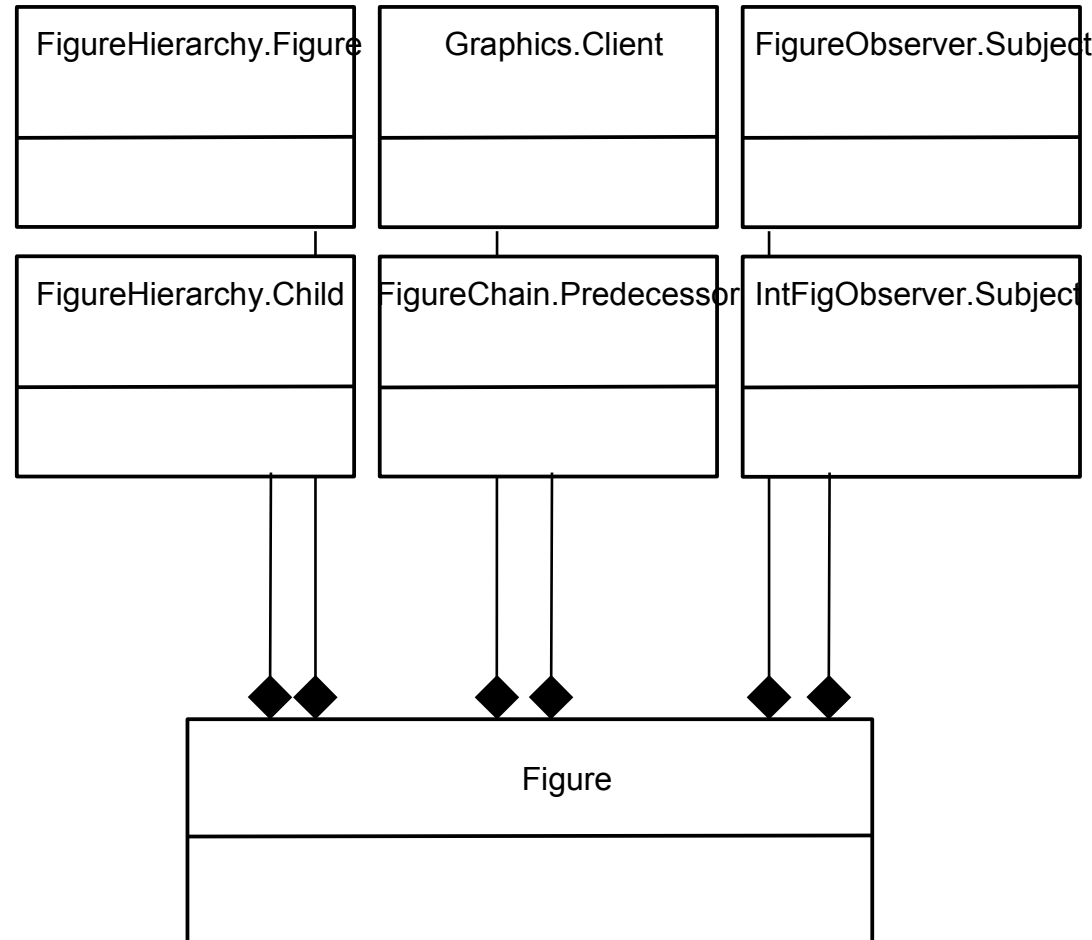 FigureHierarchy.Figure
Graphics.Client
FigureObserver.Subject
FigureHierarchy.Child
FigureChain.Predecessor
IntFigObserver.Subject
Figure